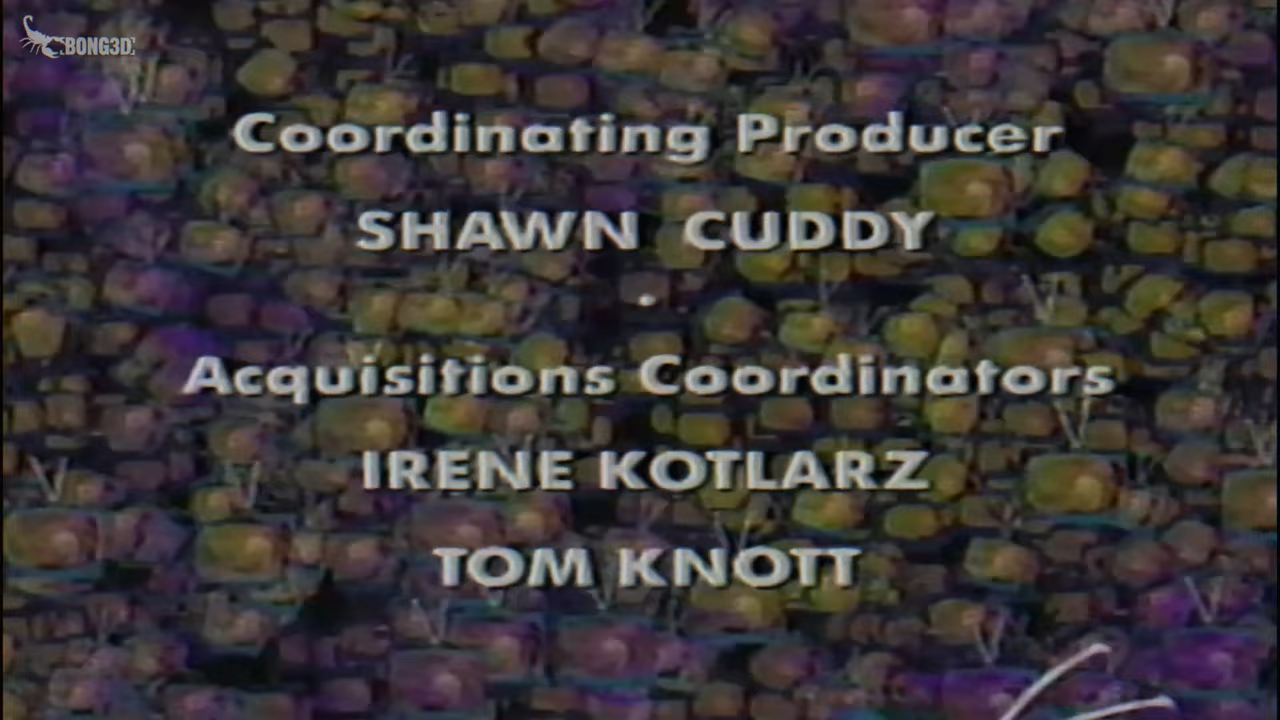 BONG3D
Coordinating Producer
SHAWN CUDDY
Acquisitions Coordinators
IRENE KOTLARZ
TOM KNOTT